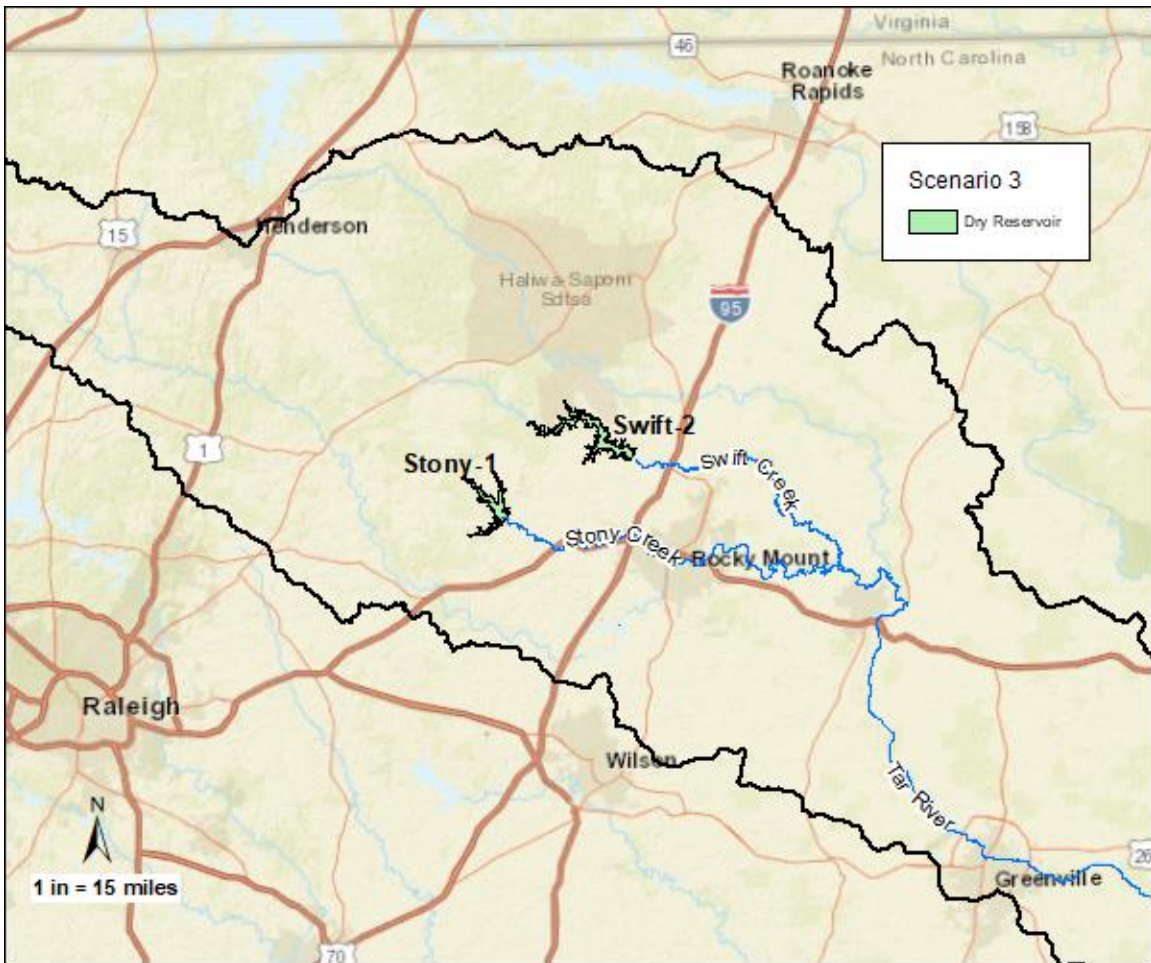 Virginia
46
North Carolina
Roanoke
Rapids
158
Scenario 3
Dry Reservoir
15
Henderson
Haliwa-Saponi
Sdtsa
95
1
Swift-2
Stony-1
Swift Creek
Stony Creek
Rocky Mount
Raleigh
Wilson
Tar River
N
1 in = 15 miles
26
Greenville
70